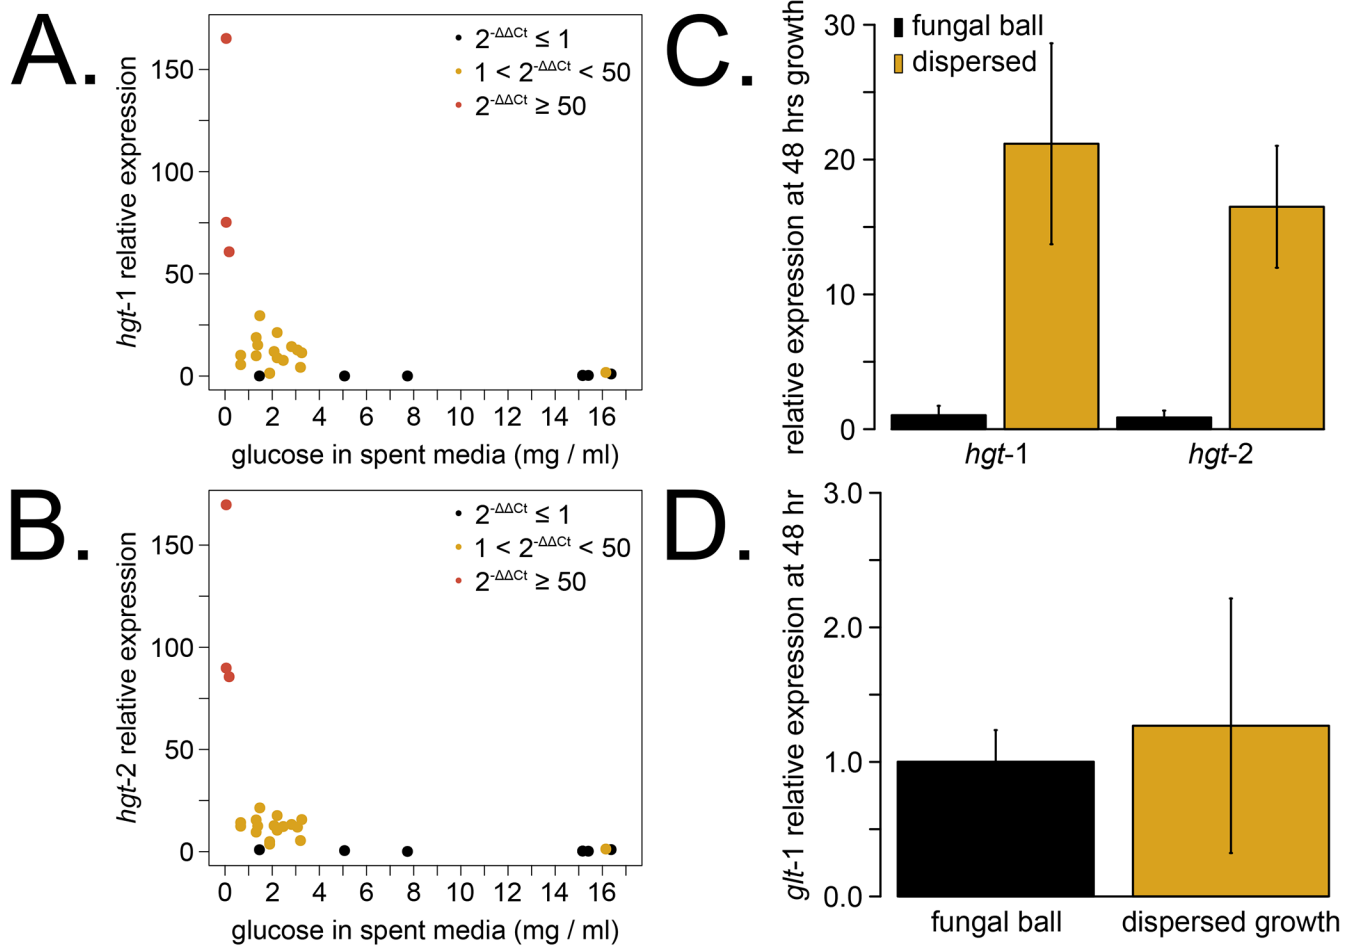 A.
2^-ΔΔCt ≤ 1
1 < 2^-ΔΔCt < 50
2^-ΔΔCt ≥ 50
hgt-1 relative expression
150
100
50
0
0 2 4 6 8 10 12 14 16
glucose in spent media (mg / ml)
B.
2^-ΔΔCt ≤ 1
1 < 2^-ΔΔCt < 50
2^-ΔΔCt ≥ 50
hgt-2 relative expression
150
100
50
0
0 2 4 6 8 10 12 14 16
glucose in spent media (mg / ml)
C.
fungal ball
dispersed
relative expression at 48 hrs growth
30
20
10
0
hgt-1 hgt-2
D.
glt-1 relative expression at 48 hr
3.0
2.0
1.0
0.0
fungal ball dispersed growth